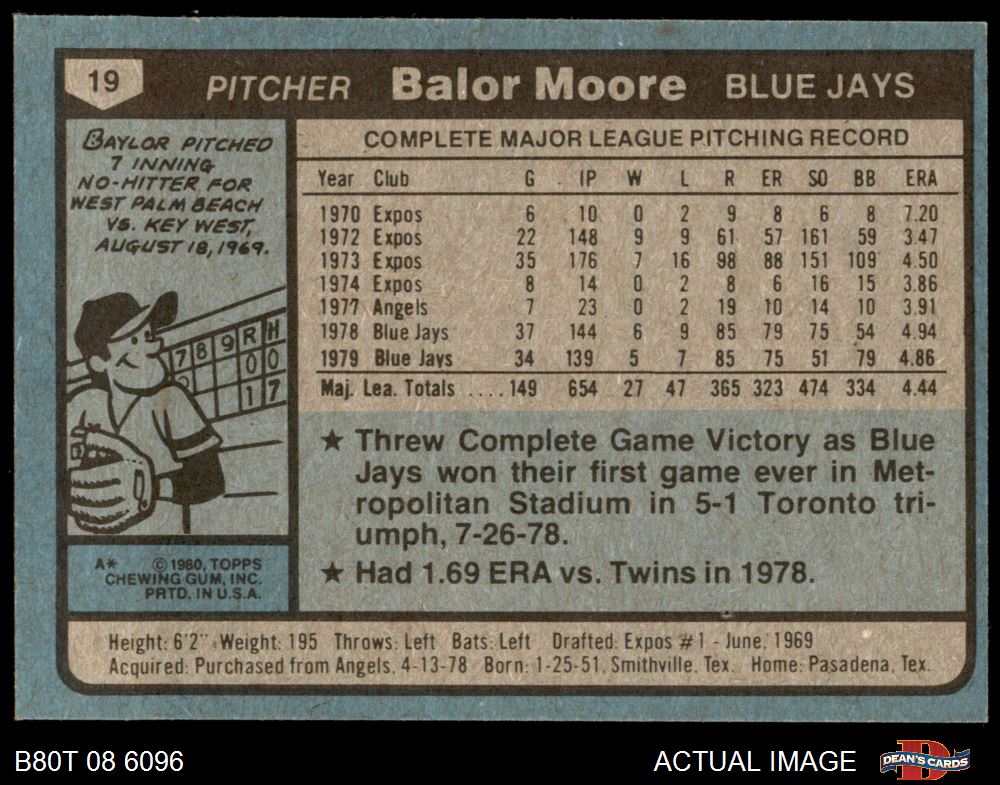 19 PITCHER Balor Moore BLUE JAYS
BAYLOR PITCHED
7 INNING
NO-HITTER FOR
WEST PALM BEACH
VS. KEY WEST,
AUGUST 18, 1969.
7 8 9 R H
0 0
1 7
A* © 1980, TOPPS
CHEWING GUM, INC.
PRTD. IN U.S.A.
COMPLETE MAJOR LEAGUE PITCHING RECORD
Year Club G IP W L R ER SO BB ERA
1970 Expos 6 10 0 2 9 8 6 8 7.20
1972 Expos 22 148 9 9 61 57 161 59 3.47
1973 Expos 35 176 7 16 98 88 151 109 4.50
1974 Expos 8 14 0 2 8 6 16 15 3.86
1977 Angels 7 23 0 2 19 10 14 10 3.91
1978 Blue Jays 37 144 6 9 85 79 75 54 4.94
1979 Blue Jays 34 139 5 7 85 75 51 79 4.86
Maj. Lea. Totals .... 149 654 27 47 365 323 474 334 4.44
★ Threw Complete Game Victory as Blue
Jays won their first game ever in Met-
ropolitan Stadium in 5-1 Toronto tri-
umph, 7-26-78.
★ Had 1.69 ERA vs. Twins in 1978.
Height: 6'2" Weight: 195 Throws: Left Bats: Left Drafted: Expos #1 - June, 1969
Acquired: Purchased from Angels, 4-13-78 Born: 1-25-51, Smithville, Tex. Home: Pasadena, Tex.
B80T 08 6096 ACTUAL IMAGE DEAN'S CARDS